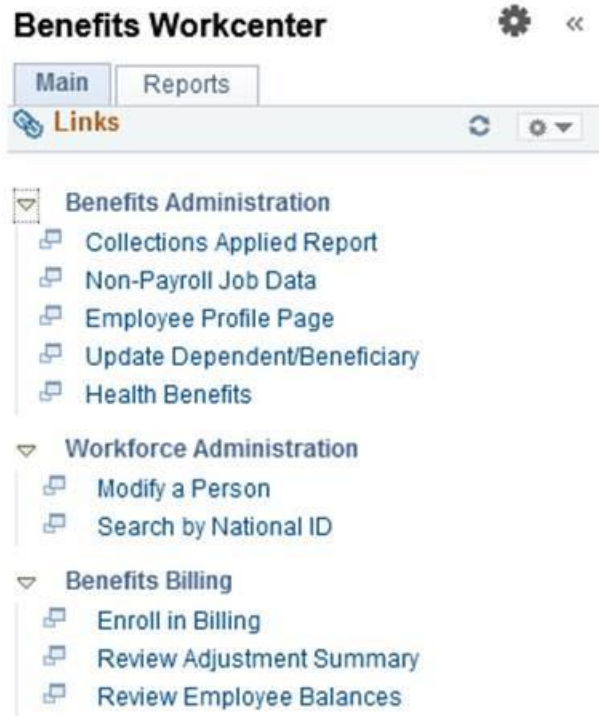 Benefits Workcenter
Main Reports
Links
Benefits Administration
Collections Applied Report
Non-Payroll Job Data
Employee Profile Page
Update Dependent/Beneficiary
Health Benefits
Workforce Administration
Modify a Person
Search by National ID
Benefits Billing
Enroll in Billing
Review Adjustment Summary
Review Employee Balances